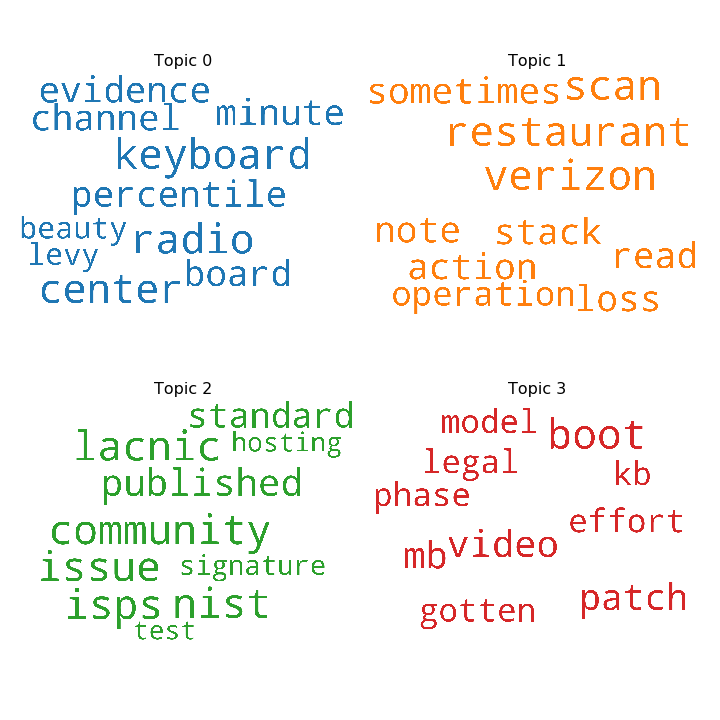 Topic 0
evidence
channel
minute
keyboard
percentile
beauty
radio
levy
board
center
Topic 1
sometimes
scan
restaurant
verizon
note
stack
read
action
operation
loss
Topic 2
standard
lacnic
hosting
published
community
issue
signature
isps
nist
test
Topic 3
model
boot
legal
kb
phase
effort
mb
video
gotten
patch